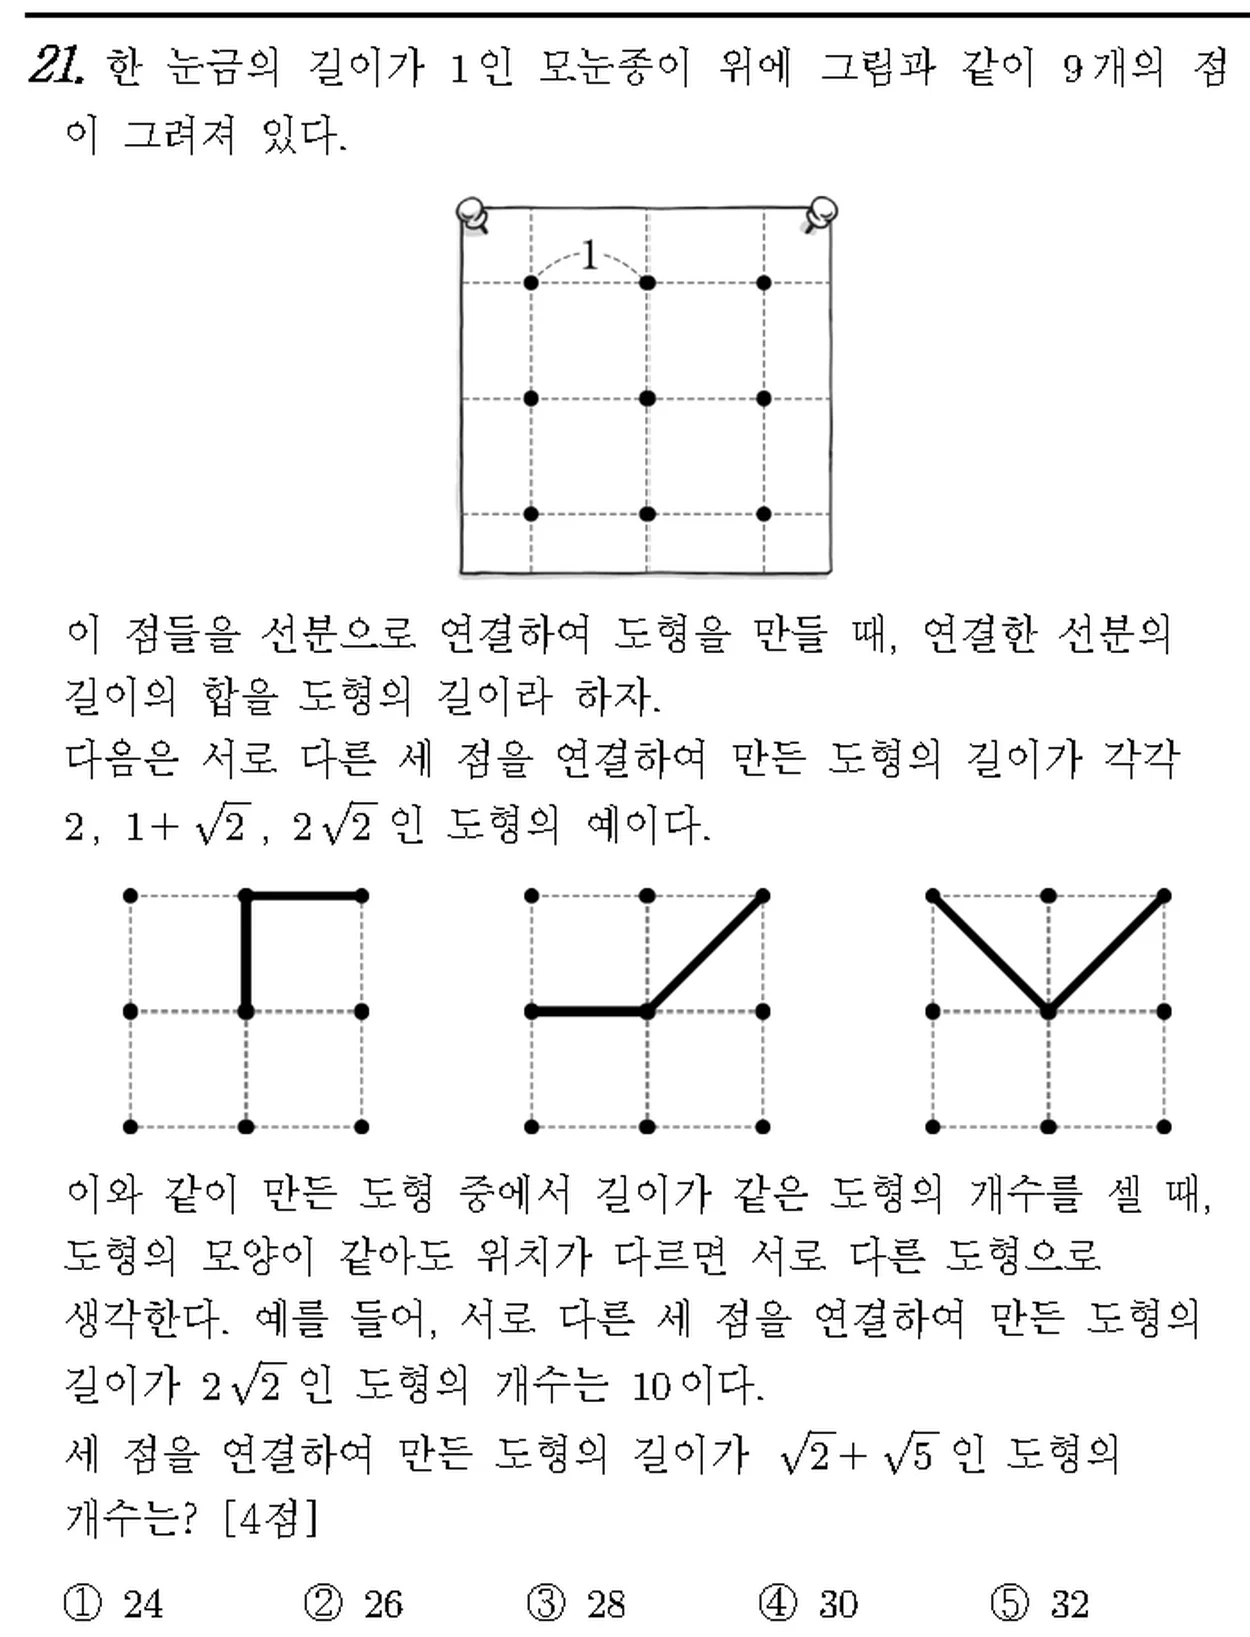 21. 한 눈금의 길이가 1인 모눈종이 위에 그림과 같이 9개의 점
이 그려져 있다.
1
이 점들을 선분으로 연결하여 도형을 만들 때, 연결한 선분의
길이의 합을 도형의 길이라 하자.
다음은 서로 다른 세 점을 연결하여 만든 도형의 길이가 각각
2, 1+√2, 2√2인 도형의 예이다.
이와 같이 만든 도형 중에서 길이가 같은 도형의 개수를 셀 때,
도형의 모양이 같아도 위치가 다르면 서로 다른 도형으로
생각한다. 예를 들어, 서로 다른 세 점을 연결하여 만든 도형의
길이가 2√2인 도형의 개수는 10이다.
세 점을 연결하여 만든 도형의 길이가 √2+√5인 도형의
개수는? [4점]
① 24 ② 26 ③ 28 ④ 30 ⑤ 32